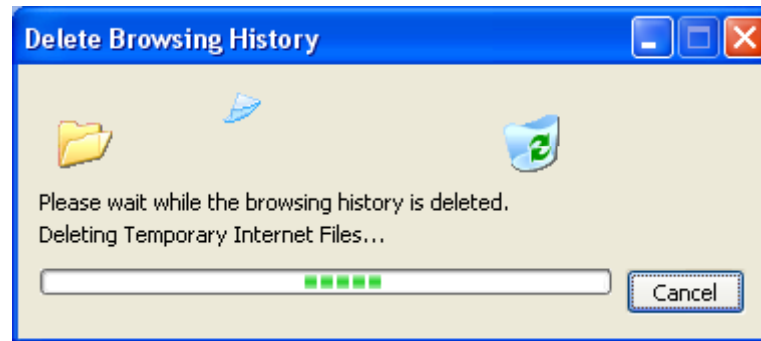 Delete Browsing History
Please wait while the browsing history is deleted.
Deleting Temporary Internet Files...
Cancel